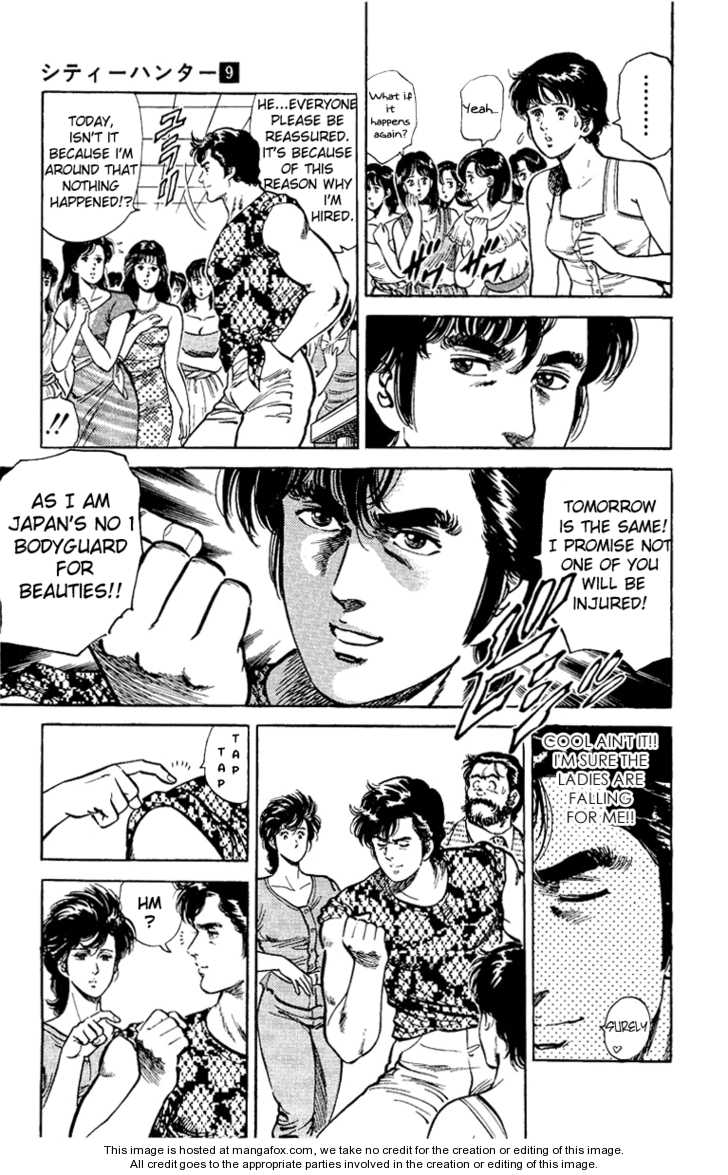 シティーハンター 9
………
What if
it
happens
again?
Yeah..
ザワ
ザワ
HE...EVERYONE
PLEASE BE
REASSURED.
IT'S BECAUSE
OF THIS
REASON WHY
I'M
HIRED.
TODAY,
ISN'T IT
BECAUSE I'M
AROUND THAT
NOTHING
HAPPENED!?
!!
TOMORROW
IS THE SAME!
I PROMISE NOT
ONE OF YOU
WILL BE
INJURED!
AS I AM
JAPAN'S NO 1
BODYGUARD
FOR
BEAUTIES!!
COOL AIN'T IT!!
I'M SURE THE
LADIES ARE
FALLING
FOR ME!!
SURELY
♡
TAP
TAP
HM
?
This image is hosted at mangafox.com, we take no credit for the creation or editing of this image.
All credit goes to the appropriate parties involved in the creation or editing of this image.